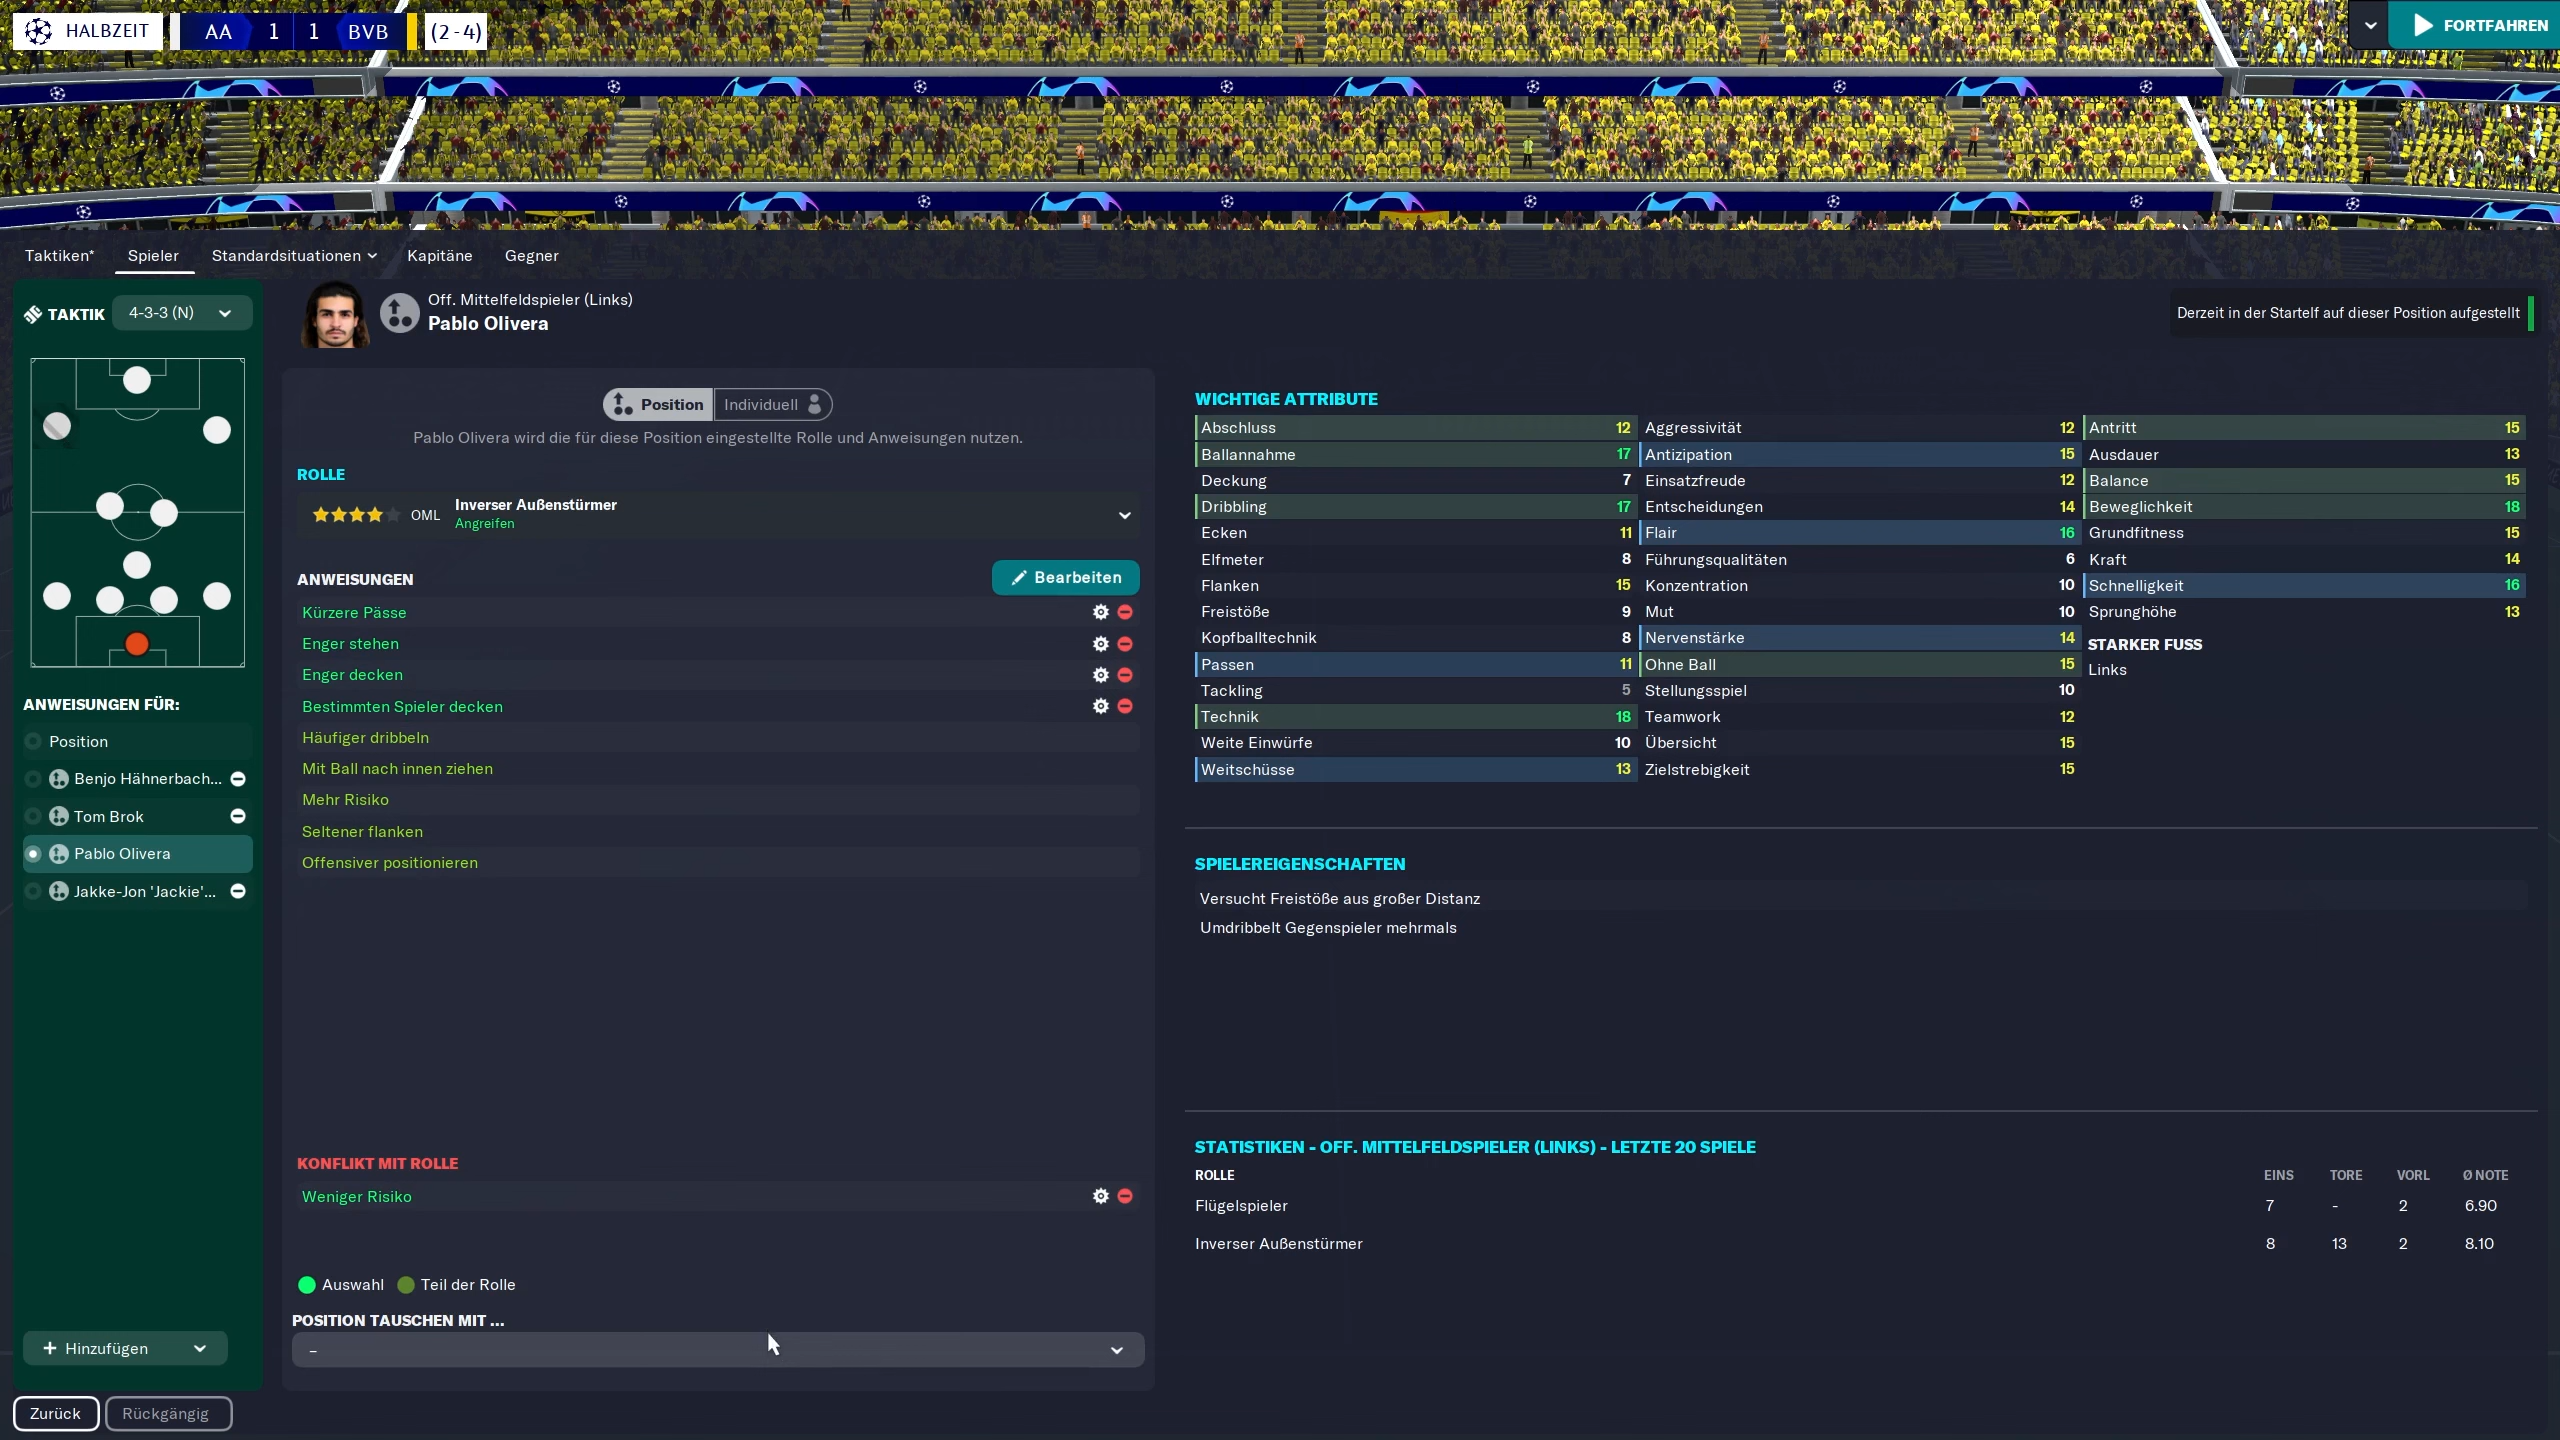 HALBZEIT AA 1 1 BVB (2-4)
FORTFAHREN
Taktiken* Spieler Standardsituationen Kapitäne Gegner
TAKTIK 4-3-3 (N)
Off. Mittelfeldspieler (Links)
Pablo Olivera
Derzeit in der Startelf auf dieser Position aufgestellt
ANWEISUNGEN FÜR:
Position
Benjo Hähnerbach...
Tom Brok
Pablo Olivera
Jakke-Jon 'Jackie'...
Hinzufügen
Zurück Rückgängig
Position Individuell
Pablo Olivera wird die für diese Position eingestellte Rolle und Anweisungen nutzen.
ROLLE
OML Inverser Außenstürmer
Angreifen
ANWEISUNGEN Bearbeiten
Kürzere Pässe
Enger stehen
Enger decken
Bestimmten Spieler decken
Häufiger dribbeln
Mit Ball nach innen ziehen
Mehr Risiko
Seltener flanken
Offensiver positionieren
KONFLIKT MIT ROLLE
Weniger Risiko
Auswahl Teil der Rolle
POSITION TAUSCHEN MIT ...
–
WICHTIGE ATTRIBUTE
Abschluss 12 Aggressivität 12 Antritt 15
Ballannahme 17 Antizipation 15 Ausdauer 13
Deckung 7 Einsatzfreude 12 Balance 15
Dribbling 17 Entscheidungen 14 Beweglichkeit 18
Ecken 11 Flair 16 Grundfitness 15
Elfmeter 8 Führungsqualitäten 6 Kraft 14
Flanken 15 Konzentration 10 Schnelligkeit 16
Freistöße 9 Mut 10 Sprunghöhe 13
Kopfballtechnik 8 Nervenstärke 14 STARKER FUSS
Passen 11 Ohne Ball 15 Links
Tackling 5 Stellungsspiel 10
Technik 18 Teamwork 12
Weite Einwürfe 10 Übersicht 15
Weitschüsse 13 Zielstrebigkeit 15
SPIELEREIGENSCHAFTEN
Versucht Freistöße aus großer Distanz
Umdribbelt Gegenspieler mehrmals
STATISTIKEN - OFF. MITTELFELDSPIELER (LINKS) - LETZTE 20 SPIELE
ROLLE EINS TORE VORL Ø NOTE
Flügelspieler 7 - 2 6.90
Inverser Außenstürmer 8 13 2 8.10